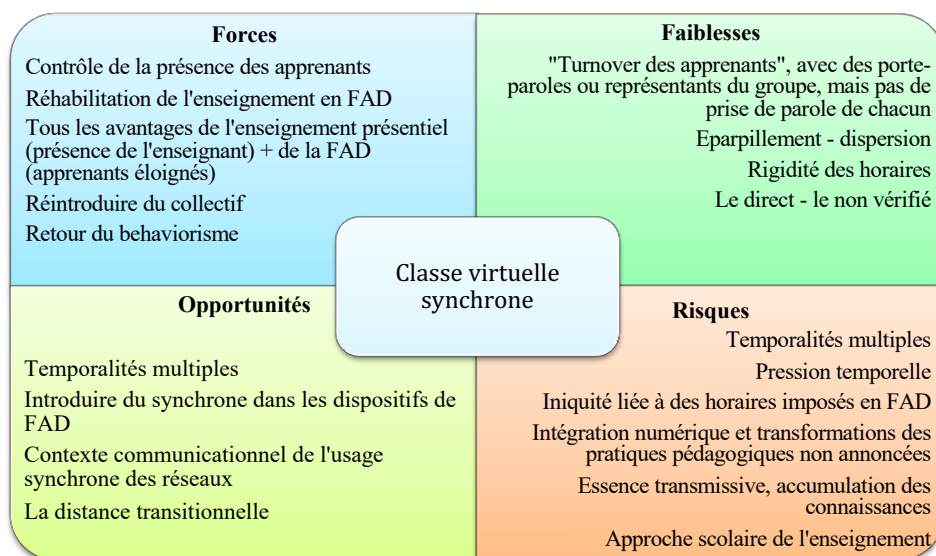 Forces
Contrôle de la présence des apprenants
Réhabilitation de l'enseignement en FAD
Tous les avantages de l'enseignement présentiel
(présence de l'enseignant) + de la FAD
(apprenants éloignés)
Réintroduire du collectif
Retour du behaviorisme
Faiblesses
"Turnover des apprenants", avec des porte-
paroles ou représentants du groupe, mais pas de
prise de parole de chacun
Eparpillement - dispersion
Rigidité des horaires
Le direct - le non vérifié
Classe virtuelle
synchrone
Opportunités
Temporalités multiples
Introduire du synchrone dans les dispositifs de
FAD
Contexte communicationnel de l'usage
synchrone des réseaux
La distance transitionnelle
Risques
Temporalités multiples
Pression temporelle
Iniquité liée à des horaires imposés en FAD
Intégration numérique et transformations des
pratiques pédagogiques non annoncées
Essence transmissive, accumulation des
connaissances
Approche scolaire de l'enseignement